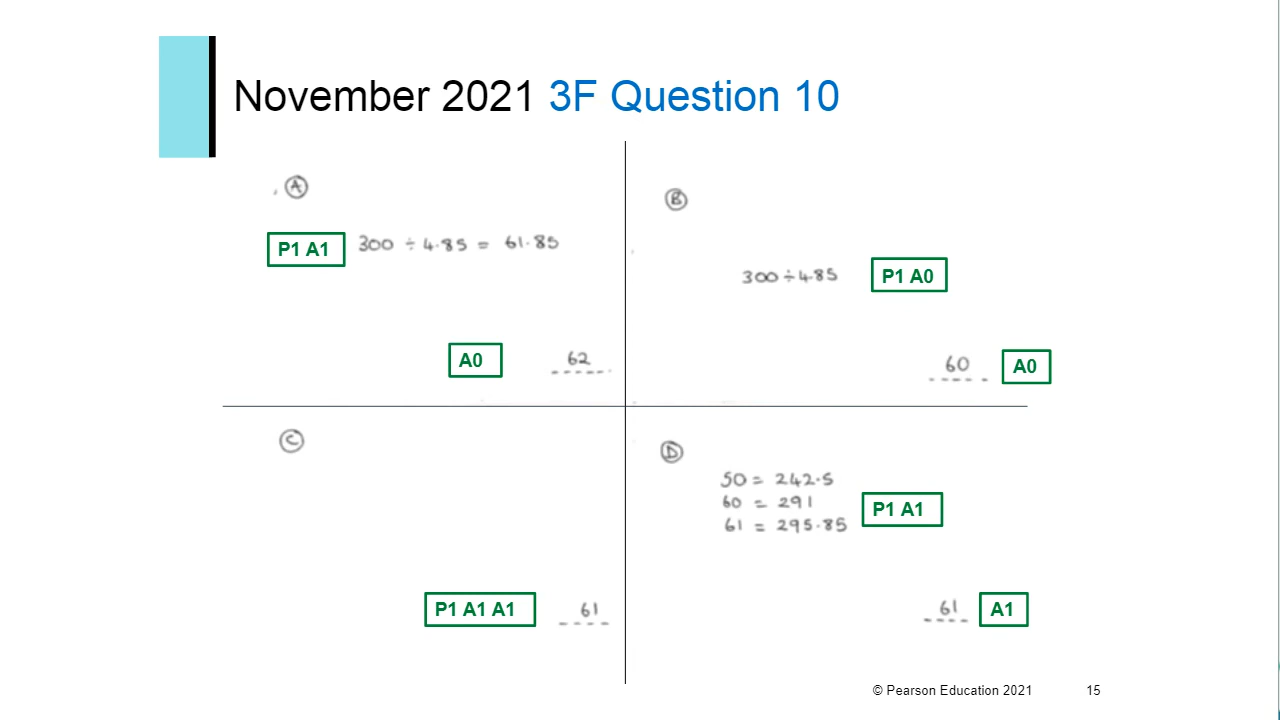 November 2021 3F Question 10
A
P1 A1 300 ÷ 4.85 = 61.85
A0 62
B
300÷4.85 P1 A0
60 A0
C
P1 A1 A1 61
D
50 = 242.5
60 = 291
61 = 295.85
P1 A1
61 A1
© Pearson Education 2021 15